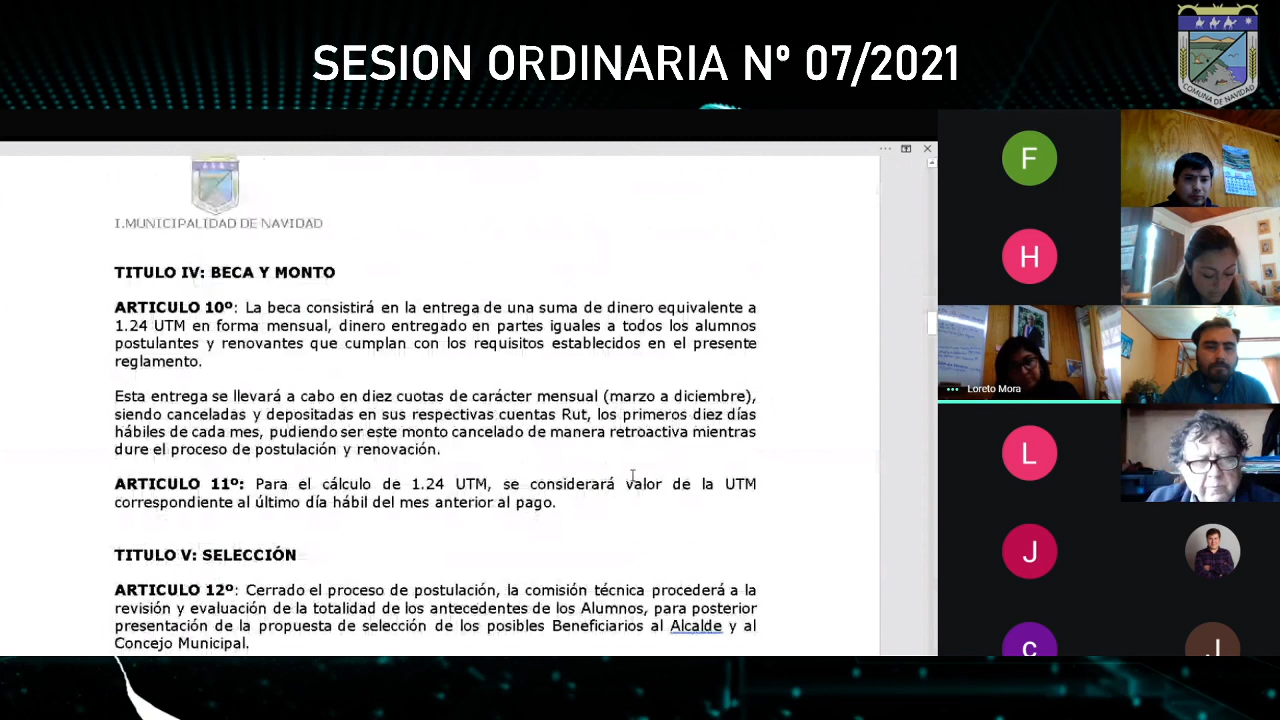 SESION ORDINARIA Nº 07/2021
COMUNA DE NAVIDAD
I.MUNICIPALIDAD DE NAVIDAD
TITULO IV: BECA Y MONTO
ARTICULO 10º: La beca consistirá en la entrega de una suma de dinero equivalente a
1.24 UTM en forma mensual, dinero entregado en partes iguales a todos los alumnos
postulantes y renovantes que cumplan con los requisitos establecidos en el presente
reglamento.
Esta entrega se llevará a cabo en diez cuotas de carácter mensual (marzo a diciembre),
siendo canceladas y depositadas en sus respectivas cuentas Rut, los primeros diez días
hábiles de cada mes, pudiendo ser este monto cancelado de manera retroactiva mientras
dure el proceso de postulación y renovación.
ARTICULO 11º: Para el cálculo de 1.24 UTM, se considerará valor de la UTM
correspondiente al último día hábil del mes anterior al pago.
TITULO V: SELECCIÓN
ARTICULO 12º: Cerrado el proceso de postulación, la comisión técnica procederá a la
revisión y evaluación de la totalidad de los antecedentes de los Alumnos, para posterior
presentación de la propuesta de selección de los posibles Beneficiarios al Alcalde y al
Concejo Municipal.
F
H
Loreto Mora
L
J
C
J